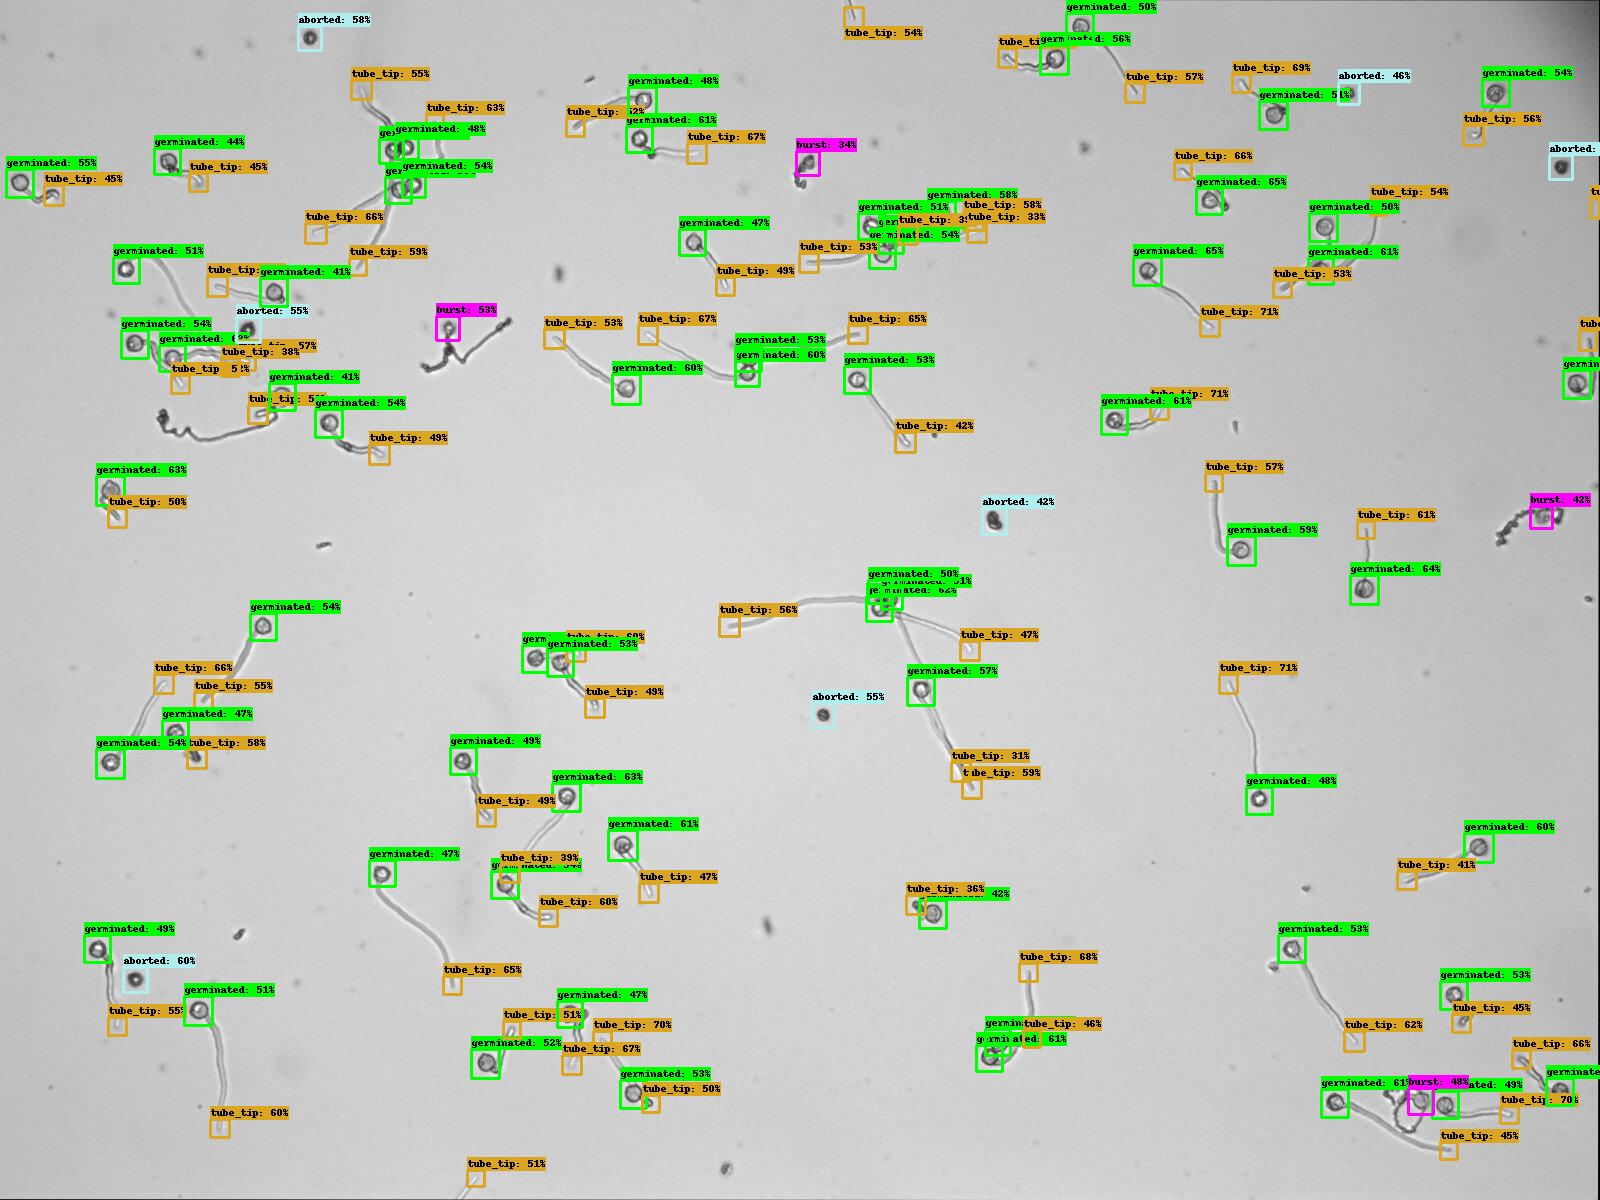 germinated: 50%
aborted: 58%
tube_tip: 54%
germinated: 56%
tube_tip: 55%
germinated: 48%
tube_tip: 57%
tube_tip: 69%
aborted: 46%
germinated: 54%
tube_tip: 63%
germinated: 51%
germinated: 61%
tube_tip: 56%
germinated: 48%
tube_tip: 67%
germinated: 44%
burst: 34%
aborted:
germinated: 55%
tube_tip: 45%
tube_tip: 45%
germinated: 54%
tube_tip: 66%
germinated: 65%
tube_tip: 54%
germinated: 58%
germinated: 51%
tube_tip: 58%
tube_tip: 33%
germinated: 50%
tube_tip: 66%
germinated: 47%
germinated: 54%
tube_tip: 53%
germinated: 51%
tube_tip: 59%
germinated: 65%
germinated: 61%
germinated: 41%
tube_tip: 49%
tube_tip: 53%
aborted: 55%
burst: 53%
tube_tip: 71%
germinated: 54%
tube_tip: 53%
tube_tip: 67%
tube_tip: 65%
germinated: 53%
germinated: 60%
tube_tip: 38%
germinated: 60%
germinated: 53%
germinated: 41%
tube_tip: 71%
germinated: 61%
germinated: 54%
tube_tip: 49%
tube_tip: 42%
germinated: 63%
tube_tip: 57%
tube_tip: 50%
aborted: 42%
burst: 42%
tube_tip: 61%
germinated: 59%
germinated: 64%
germinated: 50%
germinated: 54%
tube_tip: 56%
tube_tip: 47%
germinated: 53%
tube_tip: 66%
germinated: 57%
tube_tip: 71%
tube_tip: 55%
tube_tip: 49%
aborted: 55%
germinated: 47%
germinated: 54%
tube_tip: 58%
germinated: 49%
tube_tip: 31%
tube_tip: 59%
germinated: 63%
germinated: 48%
tube_tip: 49%
germinated: 61%
germinated: 60%
germinated: 47%
tube_tip: 39%
tube_tip: 41%
tube_tip: 47%
tube_tip: 36%
tube_tip: 60%
germinated: 49%
germinated: 53%
aborted: 60%
tube_tip: 68%
tube_tip: 65%
germinated: 53%
germinated: 51%
germinated: 47%
tube_tip: 55%
tube_tip: 51%
tube_tip: 45%
tube_tip: 70%
tube_tip: 46%
tube_tip: 62%
germinated: 52%
tube_tip: 67%
germinated: 61%
tube_tip: 66%
germinated: 53%
tube_tip: 50%
germinated: 61%
burst: 48%
tube_tip: 70%
tube_tip: 60%
tube_tip: 45%
tube_tip: 51%